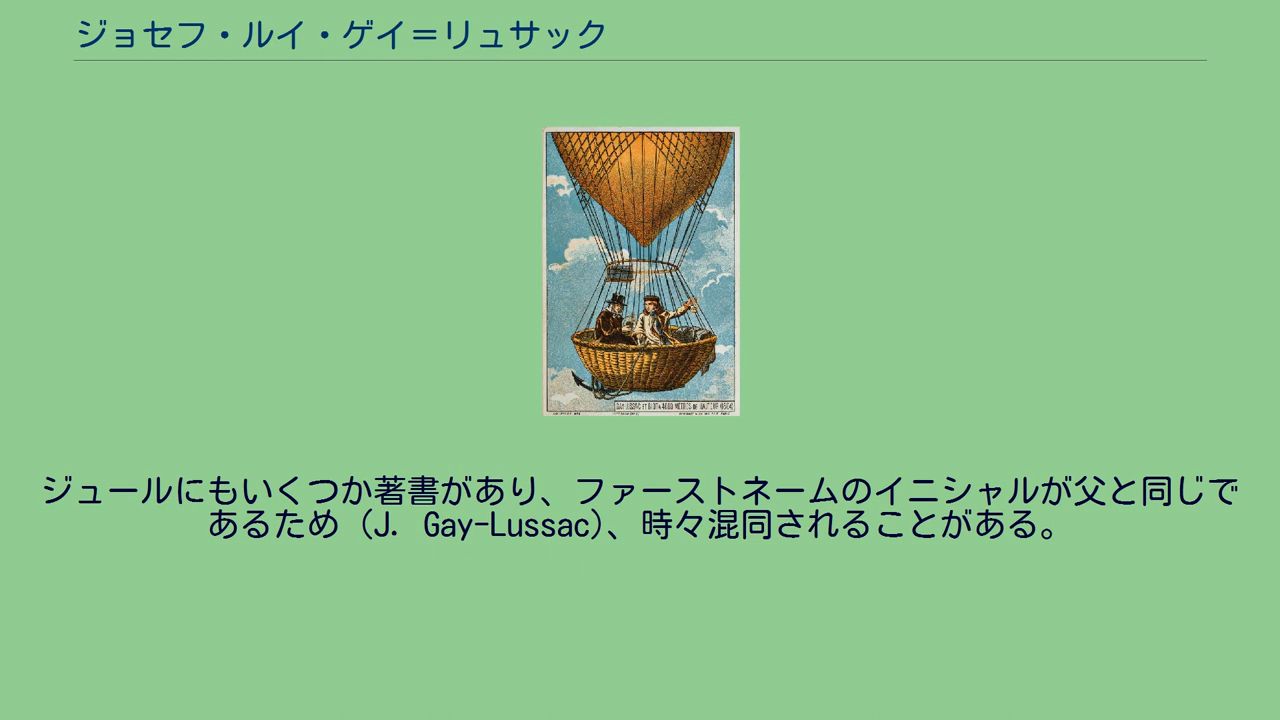 ジョセフ・ルイ・ゲイ＝リュサック
ジュールにもいくつか著書があり、ファーストネームのイニシャルが父と同じで
あるため (J. Gay-Lussac)、時々混同されることがある。